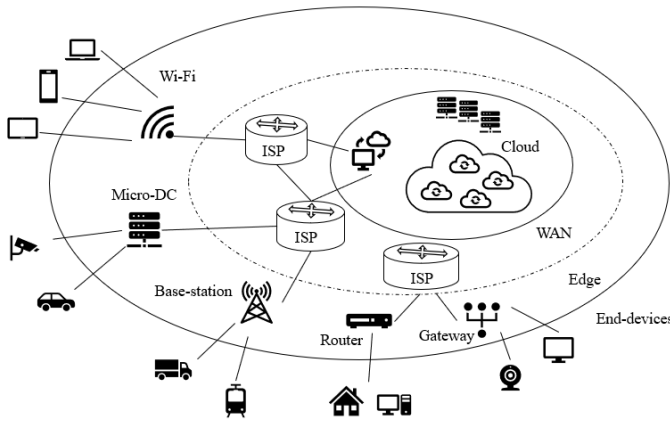 Wi-Fi
ISP
Cloud
Micro-DC
ISP
WAN
ISP
Edge
Base-station
End-devices
Router
Gateway